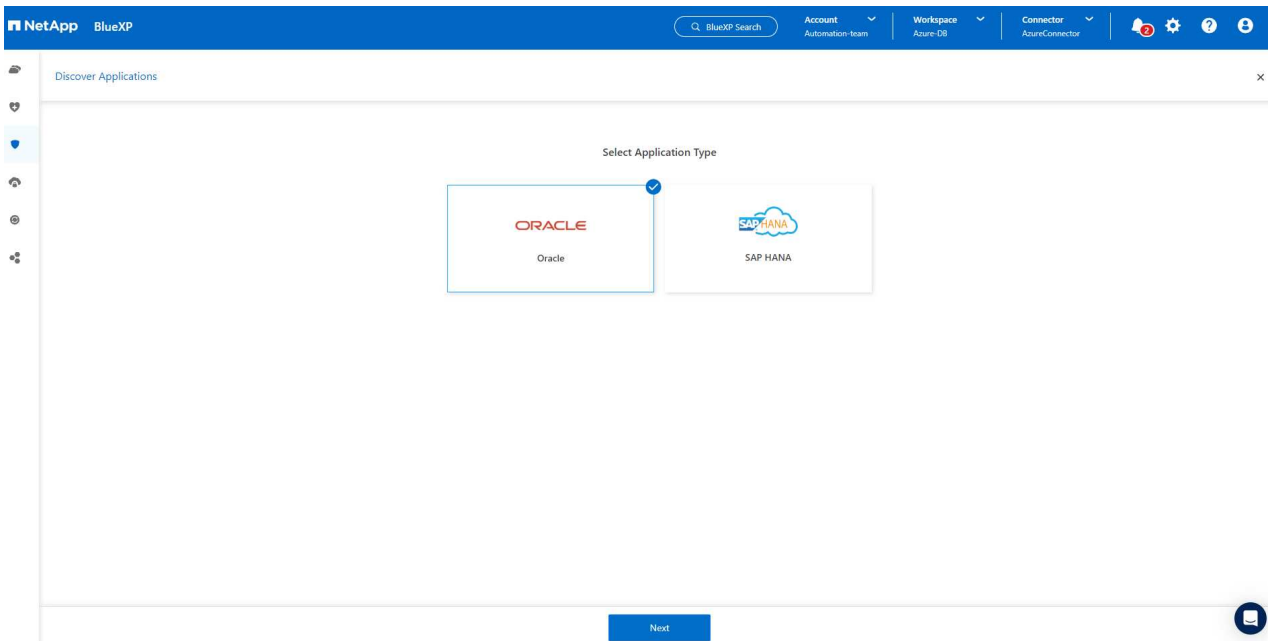 NetApp BlueXP
BlueXP Search
Account
Automation-team
Workspace
Azure-DB
Connector
AzureConnector
2
Discover Applications
Select Application Type
ORACLE
Oracle
SAP HANA
SAP HANA
Next